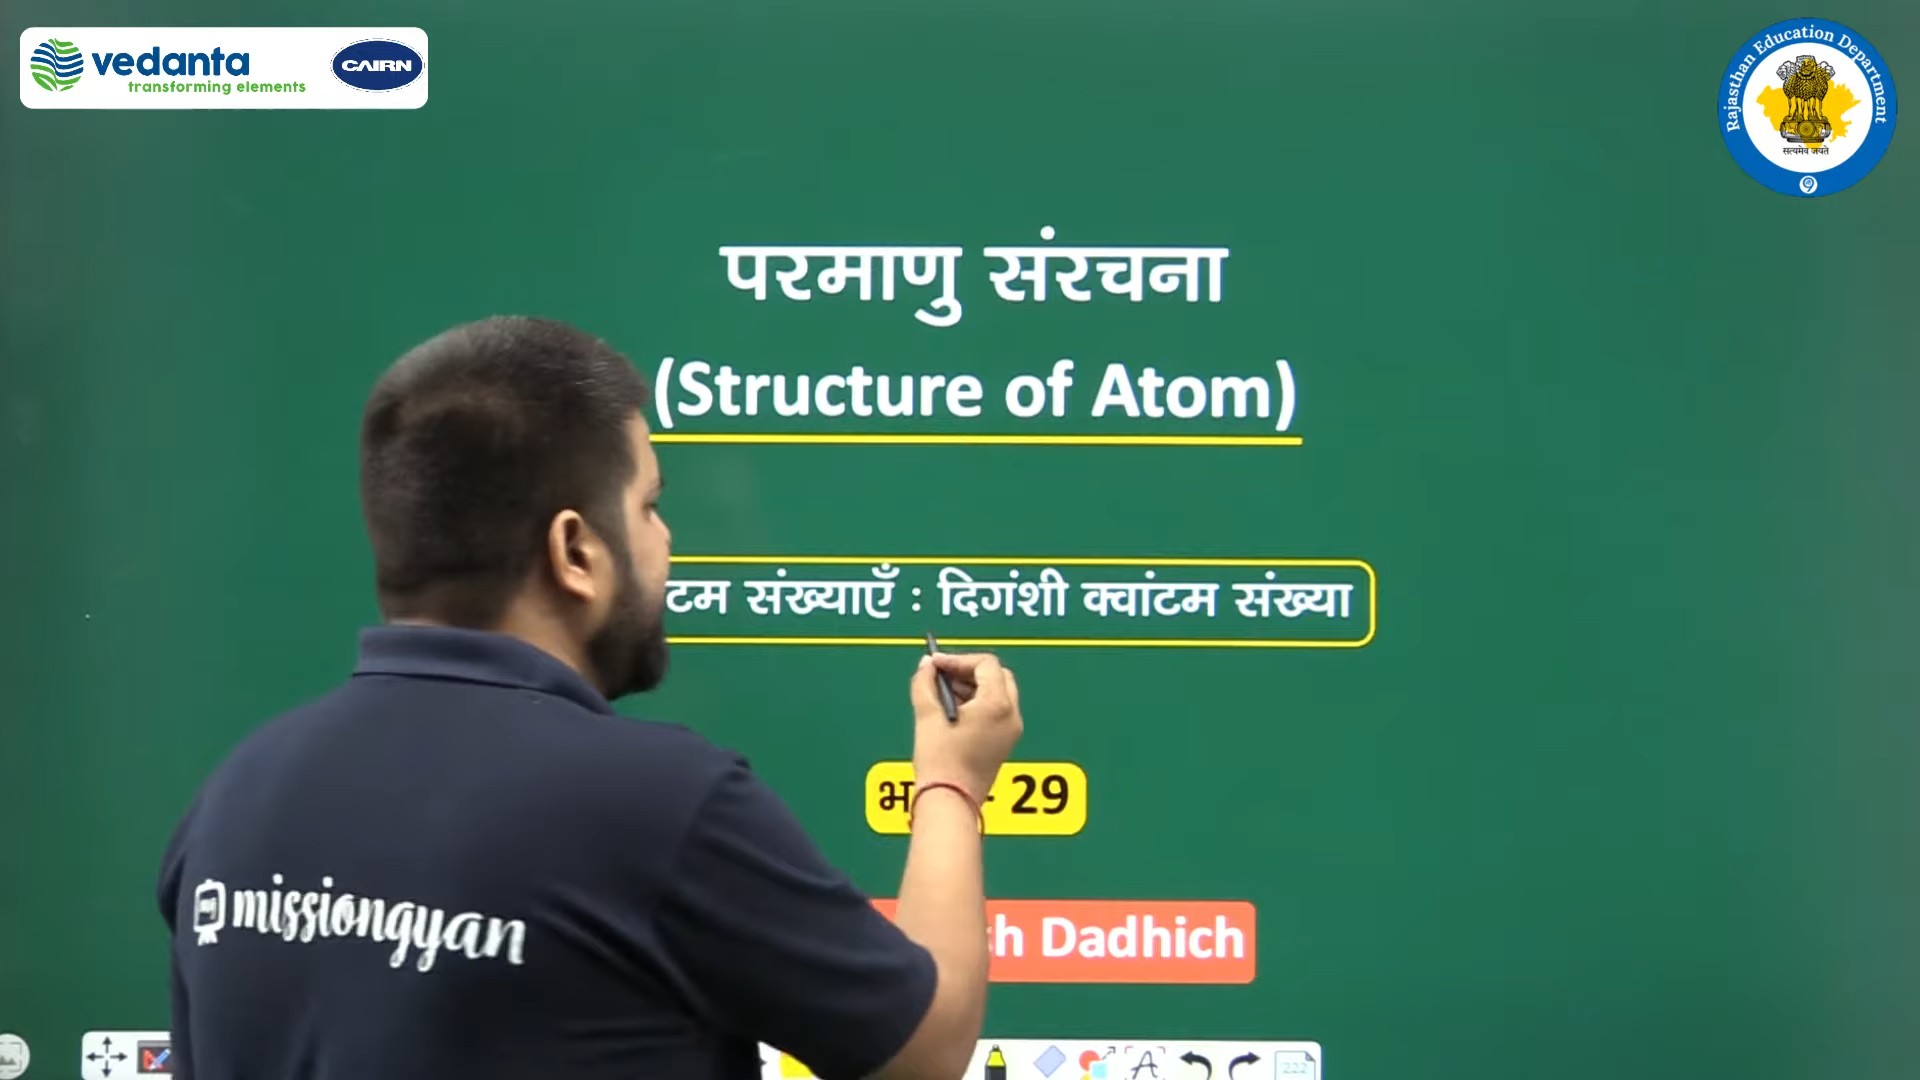 vedanta
transforming elements
CAIRN
Rajasthan Education Department
सत्यमेव जयते
परमाणु संरचना
(Structure of Atom)
संख्याएँ : दिगंशी क्वांटम संख्या
- 29
Dadhich
missiongyan